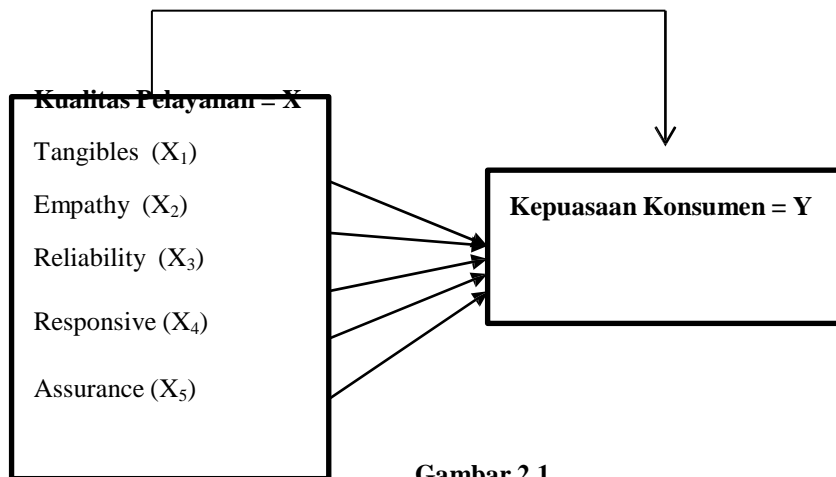 Kualitas Pelayanan = X
Tangibles (X₁)
Empathy (X₂)
Reliability (X₃)
Responsive (X₄)
Assurance (X₅)
Kepuasaan Konsumen = Y
Gambar 2.1